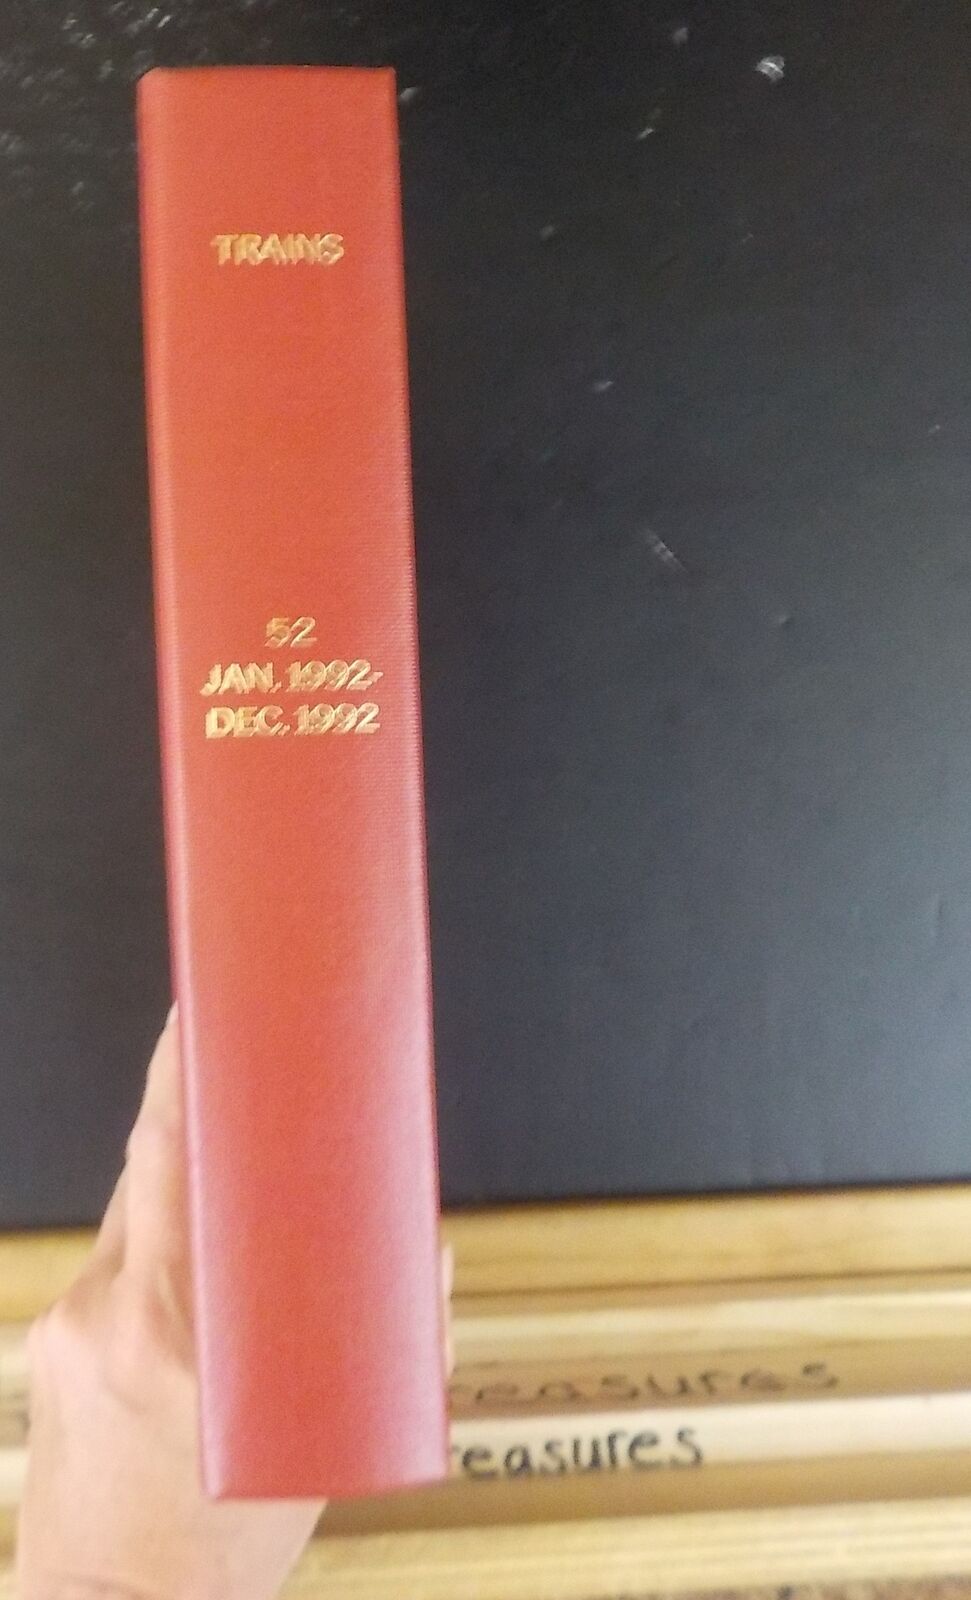 TRAINS
52
JAN. 1992-
DEC. 1992
reasures
reasures